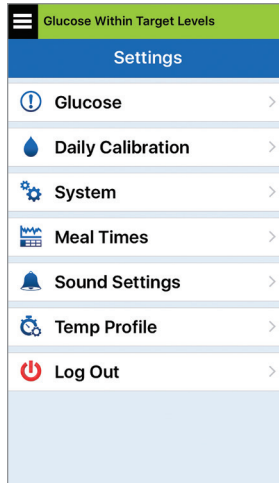 Glucose Within Target Levels
Settings
Glucose
Daily Calibration
System
Meal Times
Sound Settings
Temp Profile
Log Out